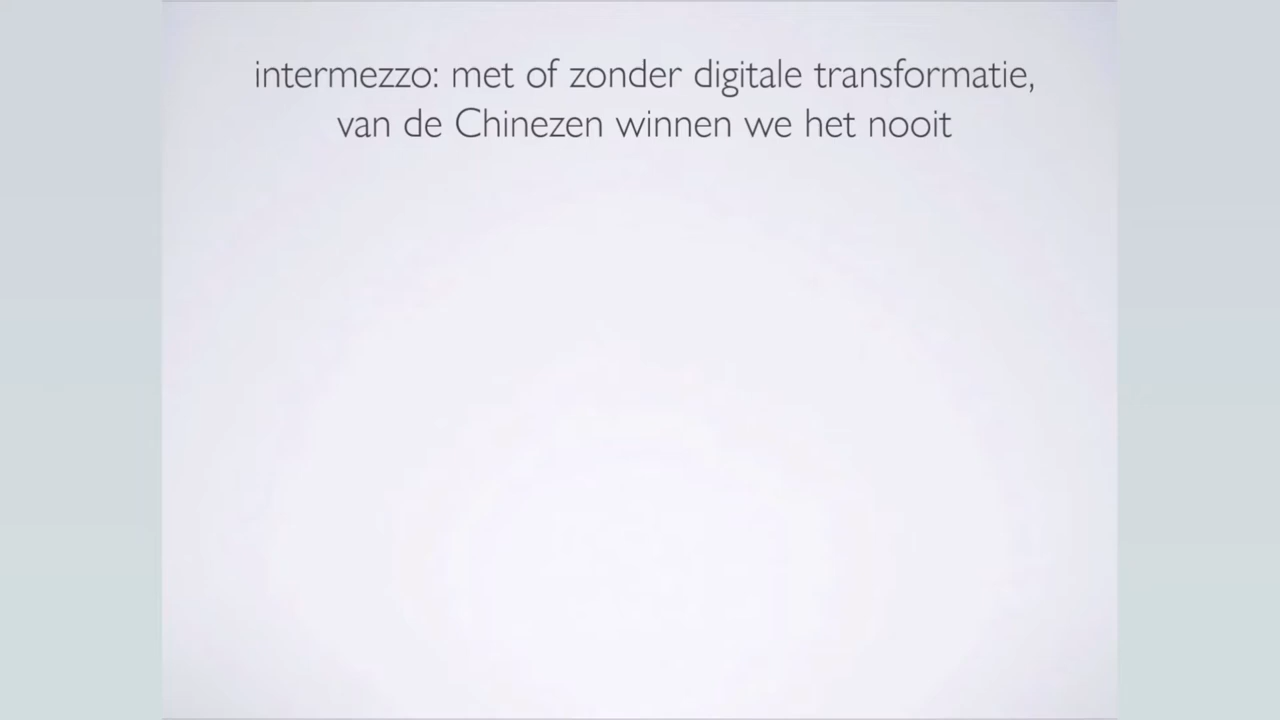 intermezzo: met of zonder digitale transformatie,
van de Chinezen winnen we het nooit